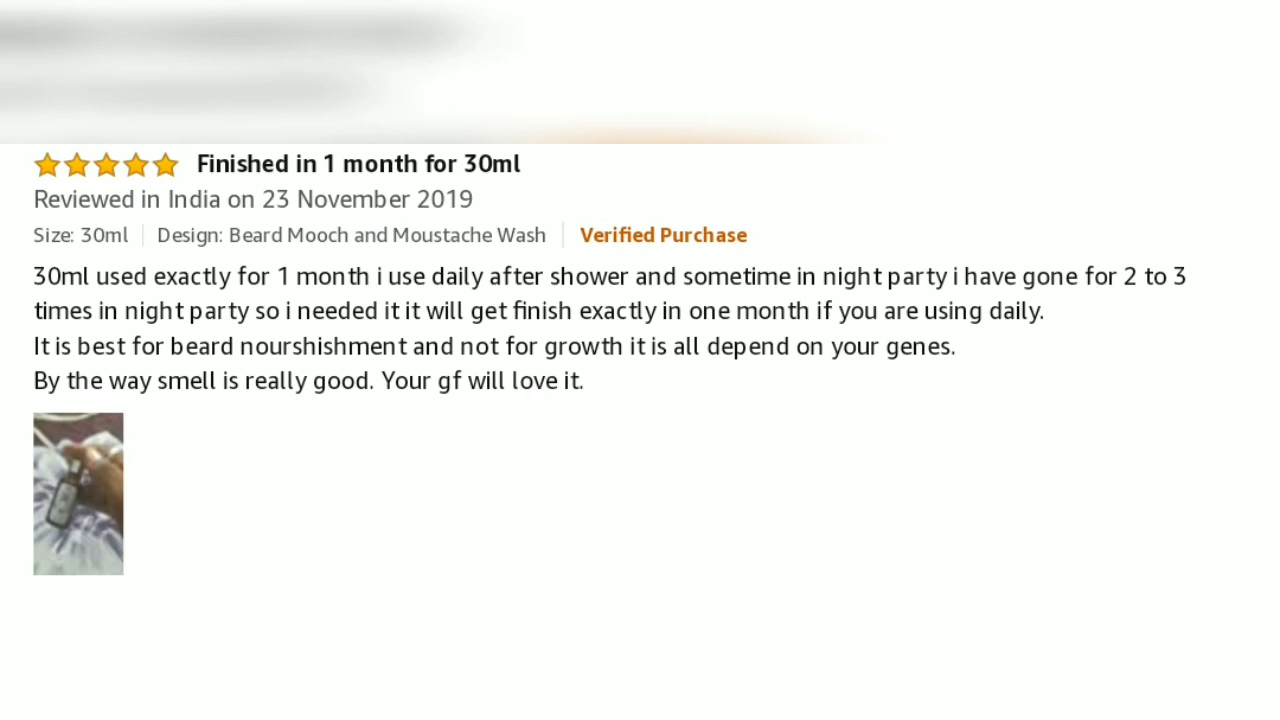 Finished in 1 month for 30ml
Reviewed in India on 23 November 2019
Size: 30ml | Design: Beard Mooch and Moustache Wash | Verified Purchase
30ml used exactly for 1 month i use daily after shower and sometime in night party i have gone for 2 to 3
times in night party so i needed it it will get finish exactly in one month if you are using daily.
It is best for beard nourshishment and not for growth it is all depend on your genes.
By the way smell is really good. Your gf will love it.